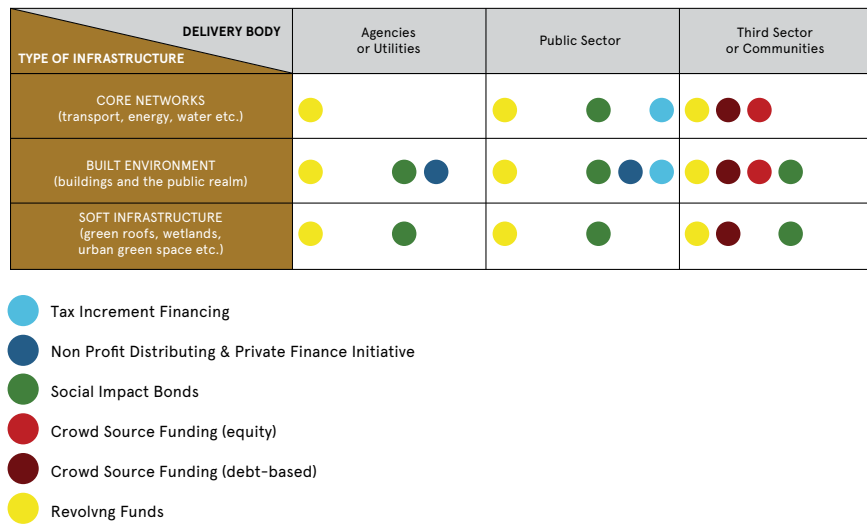 DELIVERY BODY
TYPE OF INFRASTRUCTURE
Agencies
or Utilities
Public Sector
Third Sector
or Communities
CORE NETWORKS
(transport, energy, water etc.)
BUILT ENVIRONMENT
(buildings and the public realm)
SOFT INFRASTRUCTURE
(green roofs, wetlands,
urban green space etc.)
Tax Increment Financing
Non Profit Distributing & Private Finance Initiative
Social Impact Bonds
Crowd Source Funding (equity)
Crowd Source Funding (debt-based)
Revolvng Funds